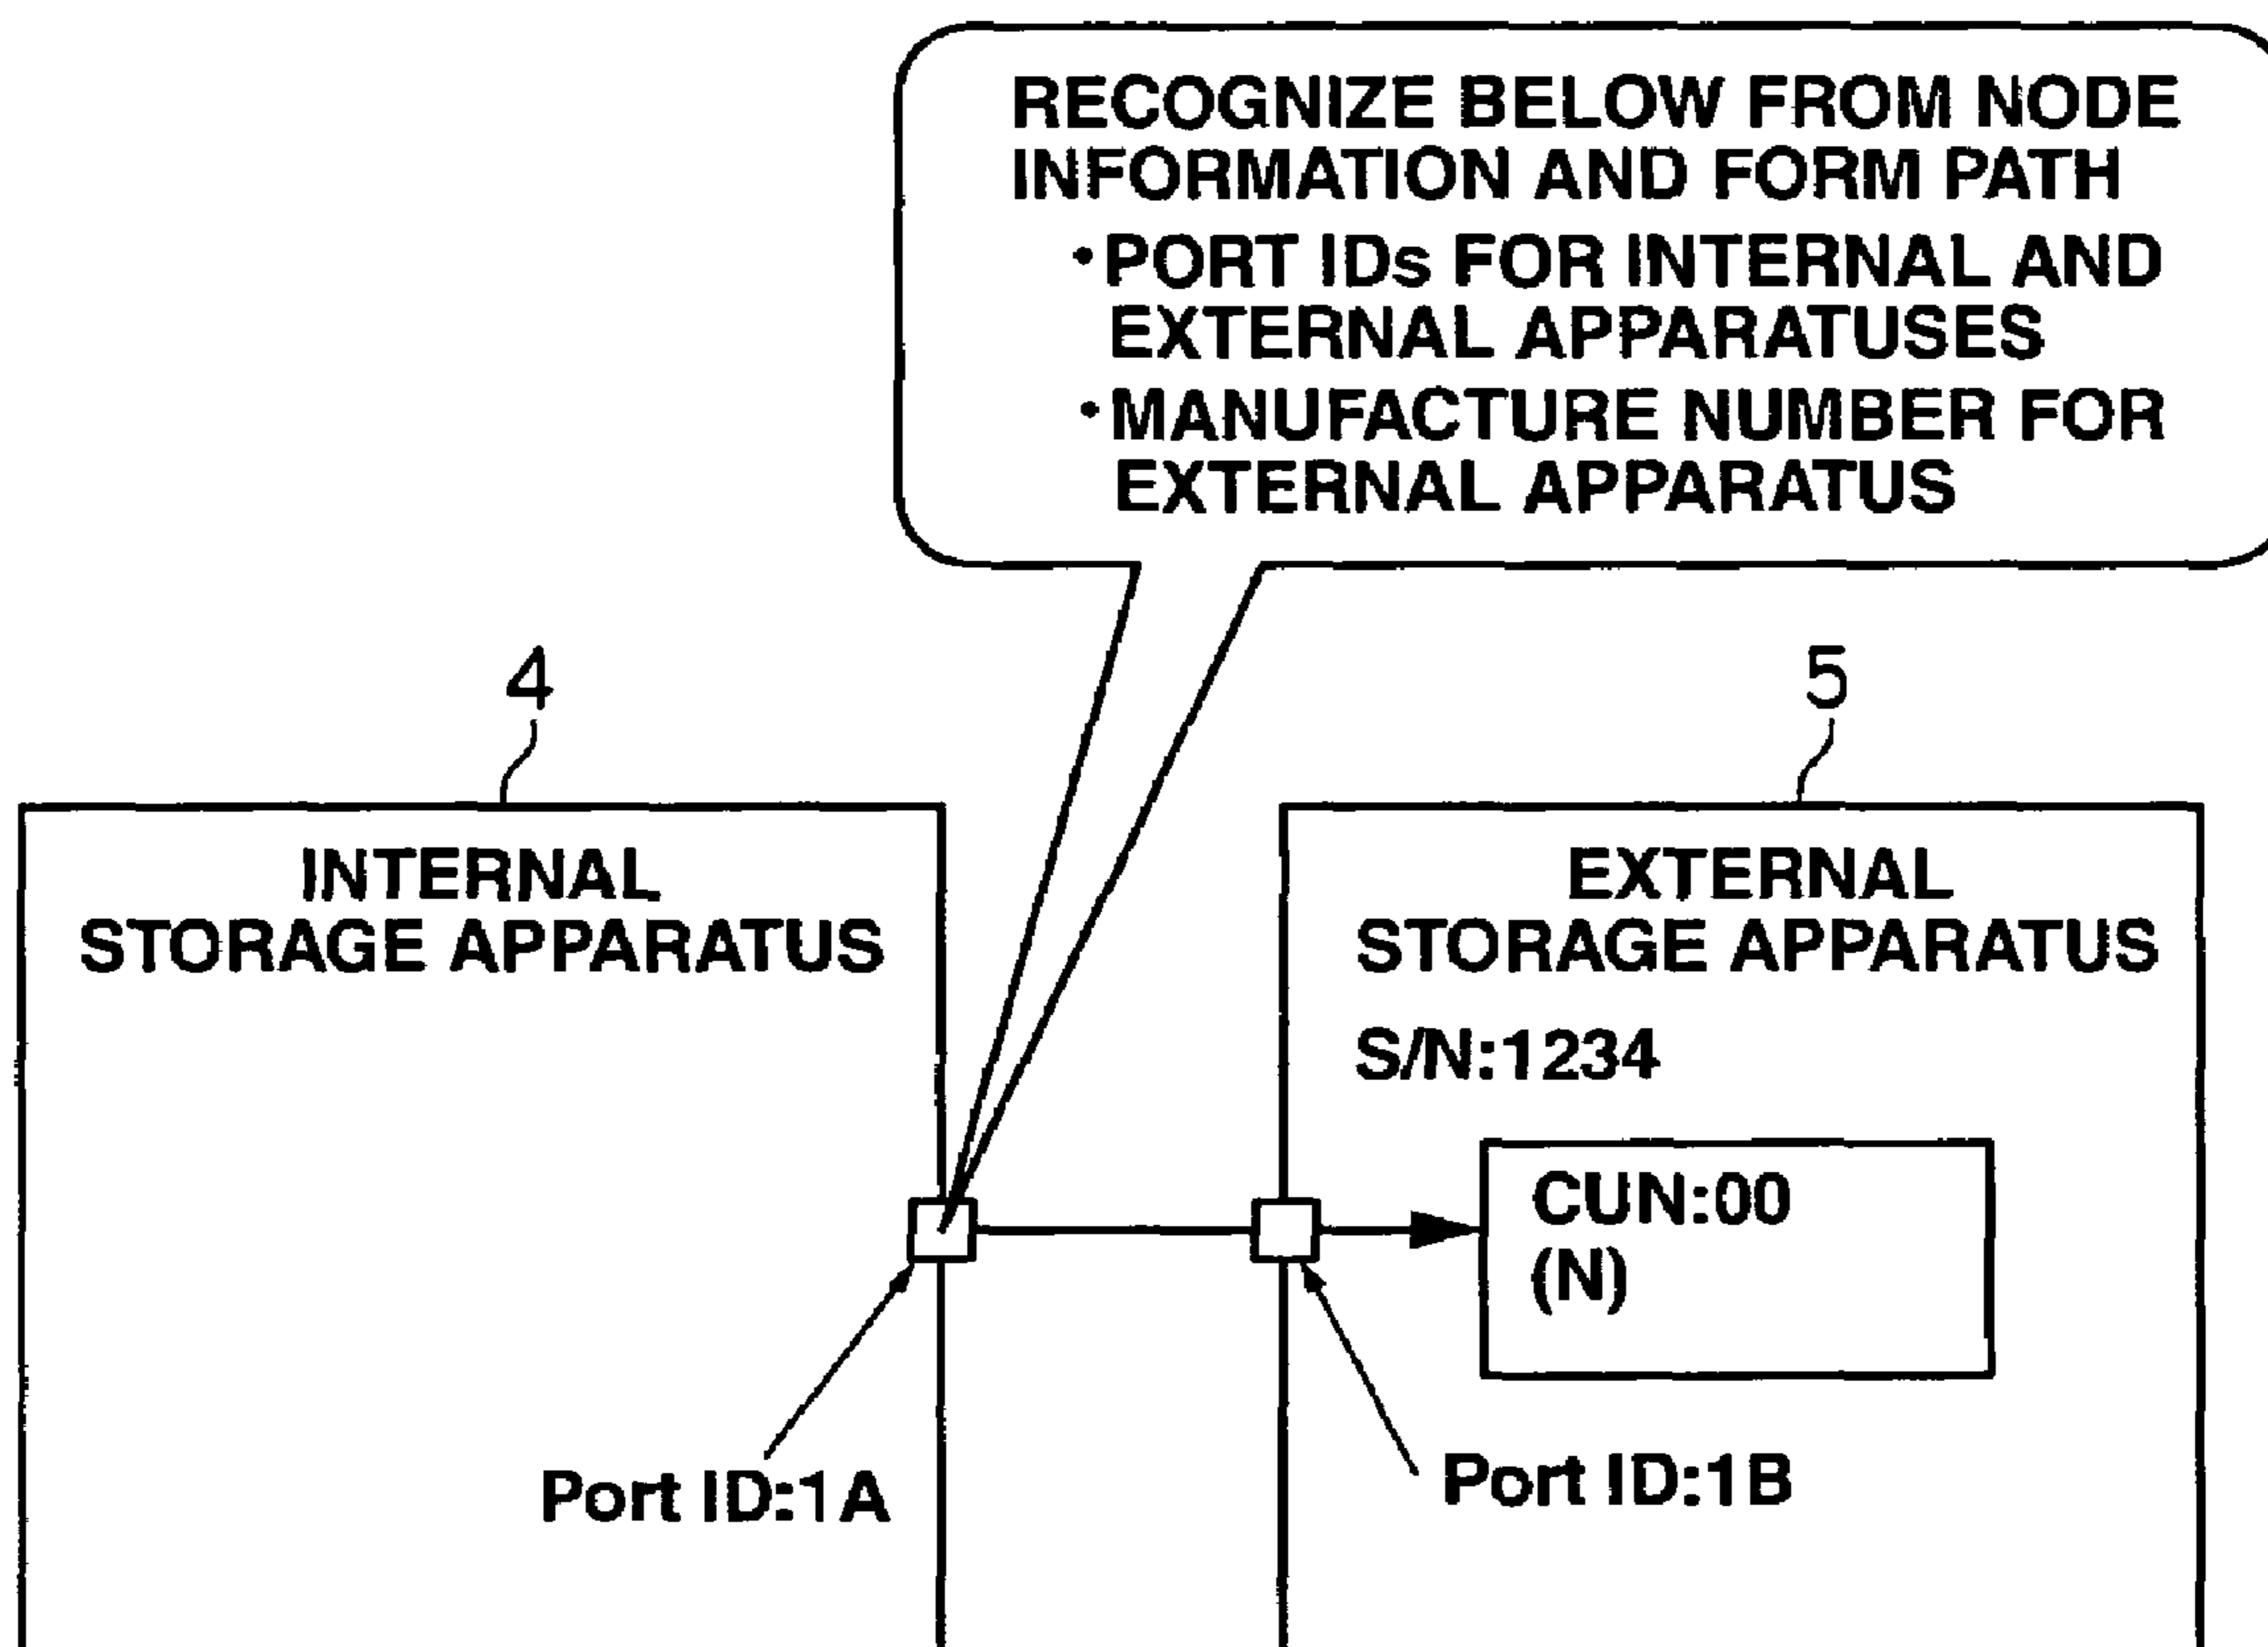 RECOGNIZE BELOW FROM NODE
INFORMATION AND FORM PATH
・PORT IDs FOR INTERNAL AND
EXTERNAL APPARATUSES
・MANUFACTURE NUMBER FOR
EXTERNAL APPARATUS
4
5
INTERNAL
STORAGE APPARATUS
EXTERNAL
STORAGE APPARATUS
S/N:1234
CUN:00
(N)
Port ID:1A
Port ID:1B